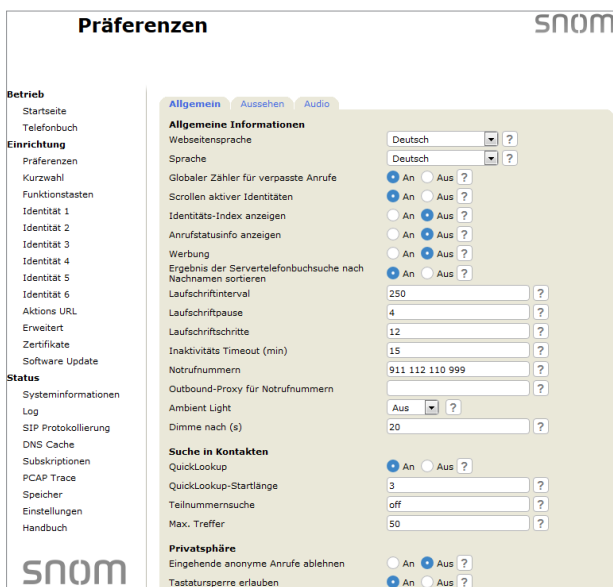 Präferenzen
snom
Betrieb
Startseite
Telefonbuch
Einrichtung
Präferenzen
Kurzwahl
Funktionstasten
Identität 1
Identität 2
Identität 3
Identität 4
Identität 5
Identität 6
Aktions URL
Erweitert
Zertifikate
Software Update
Status
Systeminformationen
Log
SIP Protokollierung
DNS Cache
Subskriptionen
PCAP Trace
Speicher
Einstellungen
Handbuch
snom
Allgemein Aussehen Audio
Allgemeine Informationen
Webseitensprache Deutsch ?
Sprache Deutsch ?
Globaler Zähler für verpasste Anrufe An Aus ?
Scrollen aktiver Identitäten An Aus ?
Identitäts-Index anzeigen An Aus ?
Anrufstatusinfo anzeigen An Aus ?
Werbung An Aus ?
Ergebnis der Servertelefonbuchsuche nach
Nachnamen sortieren An Aus ?
Laufschriftinterval 250 ?
Laufschriftpause 4 ?
Laufschriftschritte 12 ?
Inaktivitäts Timeout (min) 15 ?
Notrufnummern 911 112 110 999 ?
Outbound-Proxy für Notrufnummern ?
Ambient Light Aus ?
Dimme nach (s) 20 ?
Suche in Kontakten
QuickLookup An Aus ?
QuickLookup-Startlänge 3 ?
Teilnummernsuche off ?
Max. Treffer 50 ?
Privatsphäre
Eingehende anonyme Anrufe ablehnen An Aus ?
Tastatursperre erlauben An Aus ?